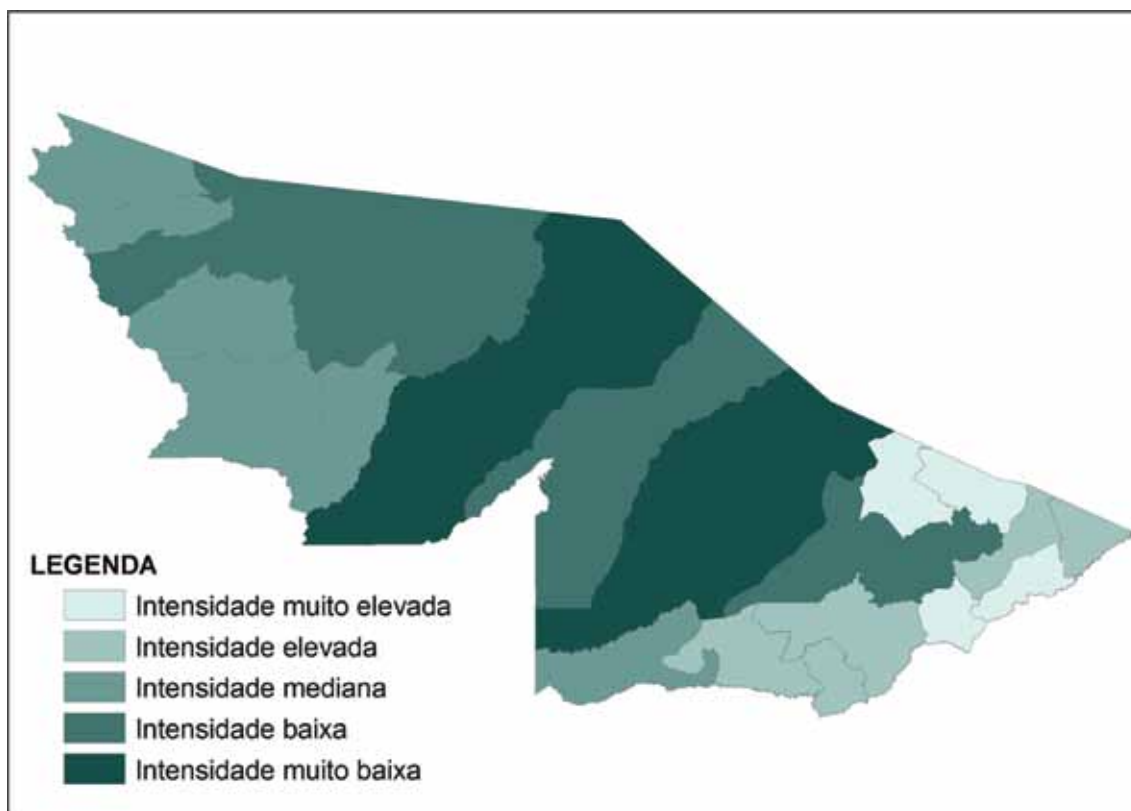 LEGENDA
Intensidade muito elevada
Intensidade elevada
Intensidade mediana
Intensidade baixa
Intensidade muito baixa